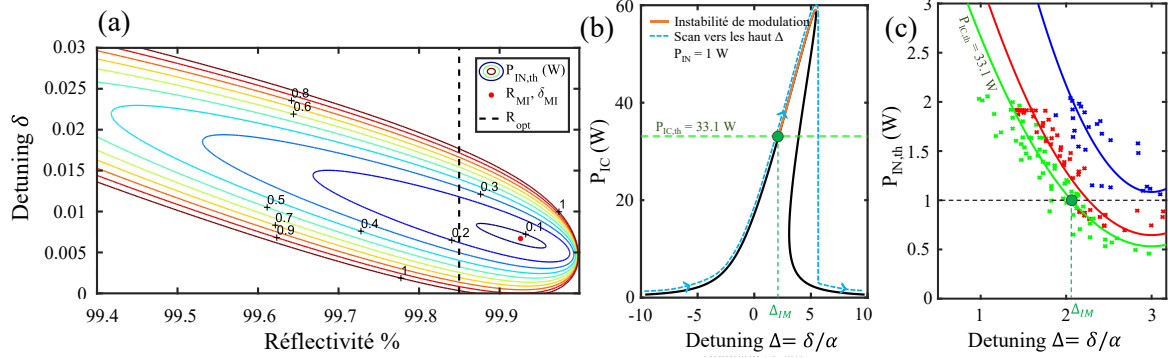 (a)
Detuning δ
0.03
0.025
0.02
0.015
0.01
0.005
0
99.4
99.5
99.6
99.7
99.8
99.9
Réflectivité %
0.8
0.6
0.5
0.7
0.9
0.4
0.3
0.2
0.1
1
1
P_IN,th (W)
R_MI, δ_MI
R_opt
(b)
P_IC (W)
60
40
20
0
-10
-5
0
5
10
Instabilité de modulation
Scan vers les haut Δ
P_IN = 1 W
P_IC,th = 33.1 W
Δ_IM
Detuning Δ= δ/α
(c)
P_IN,th (W)
3
2.5
2
1.5
1
0.5
0
1
2
3
P_IC,th = 33.1 W
Δ_IM
Detuning Δ= δ/α